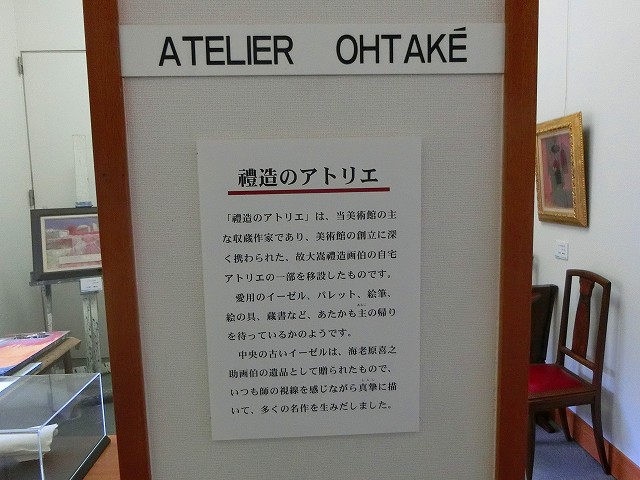 ATELIER OHTAKÉ
禮造のアトリエ
「禮造のアトリエ」は、当美術館の主
な収蔵作家であり、美術館の創立に深
く携わられた、故大嵩禮造画伯の自宅
アトリエの一部を移設したものです。
愛用のイーゼル、パレット、絵筆、
絵の具、蔵書など、あたかも主の帰り
を待っているかのようです。
中央の古いイーゼルは、海老原喜之
助画伯の遺品として贈られたもので、
いつも師の視線を感じながら真摯に描
いて、多くの名作を生みだしました。